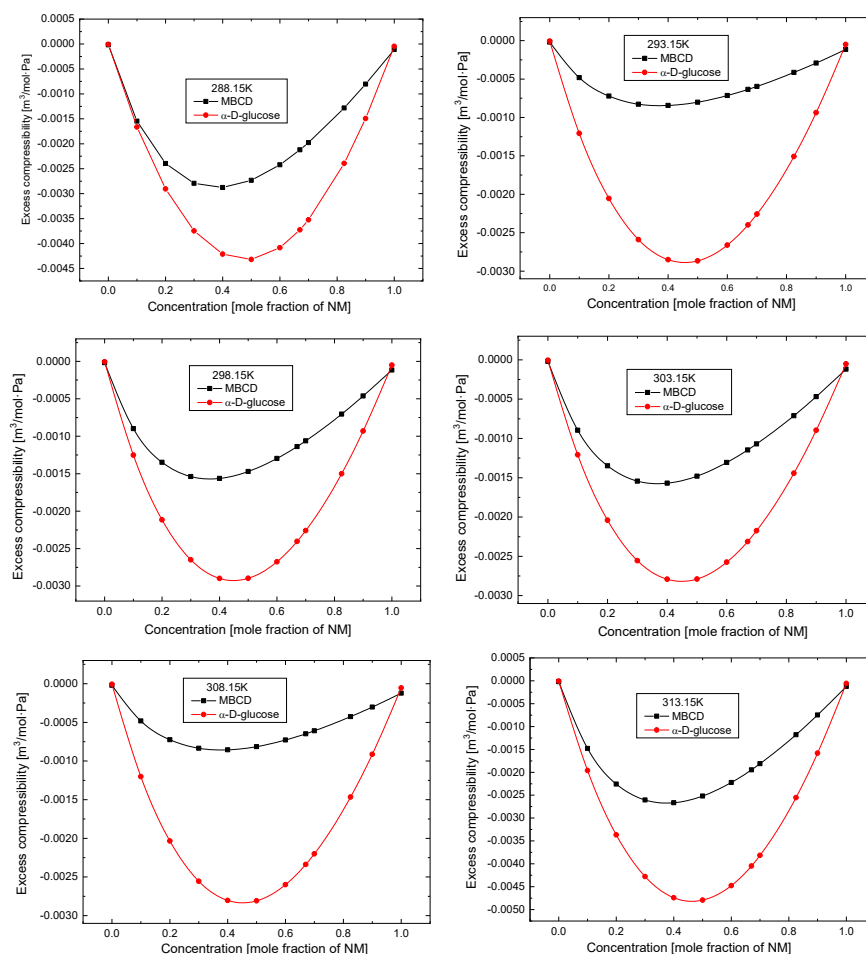 0.0005
0.0000
-0.0005
-0.0010
-0.0015
-0.0020
-0.0025
-0.0030
-0.0035
-0.0040
-0.0045
Excess compressibility [m³/mol·Pa]
288.15K
MBCD
α-D-glucose
0.0 0.2 0.4 0.6 0.8 1.0
Concentration [mole fraction of NM]
0.0000
-0.0005
-0.0010
-0.0015
-0.0020
-0.0025
-0.0030
Excess compressibility [m³/mol·Pa]
293.15K
MBCD
α-D-glucose
0.0 0.2 0.4 0.6 0.8 1.0
Concentration [mole fraction of NM]
0.0000
-0.0005
-0.0010
-0.0015
-0.0020
-0.0025
-0.0030
Excess compressibility [m³/mol·Pa]
298.15K
MBCD
α-D-glucose
0.0 0.2 0.4 0.6 0.8 1.0
Concentration [mole fraction of NM]
0.0000
-0.0005
-0.0010
-0.0015
-0.0020
-0.0025
-0.0030
Excess compressibility [m³/mol·Pa]
303.15K
MBCD
α-D-glucose
0.0 0.2 0.4 0.6 0.8 1.0
Concentration [mole fraction of NM]
0.0000
-0.0005
-0.0010
-0.0015
-0.0020
-0.0025
-0.0030
Excess compressibility [m³/mol·Pa]
308.15K
MBCD
α-D-glucose
0.0 0.2 0.4 0.6 0.8 1.0
Concentration [mole fraction of NM]
0.0005
0.0000
-0.0005
-0.0010
-0.0015
-0.0020
-0.0025
-0.0030
-0.0035
-0.0040
-0.0045
-0.0050
Excess compressibility [m³/mol·Pa]
313.15K
MBCD
α-D-glucose
0.0 0.2 0.4 0.6 0.8 1.0
Concentration [mole fraction of NM]